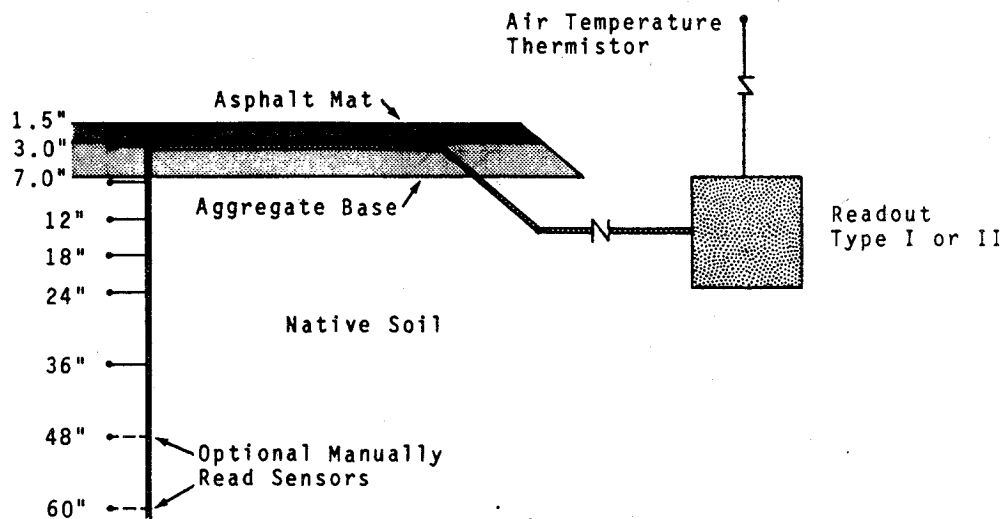 Air Temperature
Thermistor
Asphalt Mat
1.5"
3.0"
7.0"
Aggregate Base
12"
18"
24"
Readout
Type I or II
Native Soil
36"
48"
Optional Manually
Read Sensors
60"